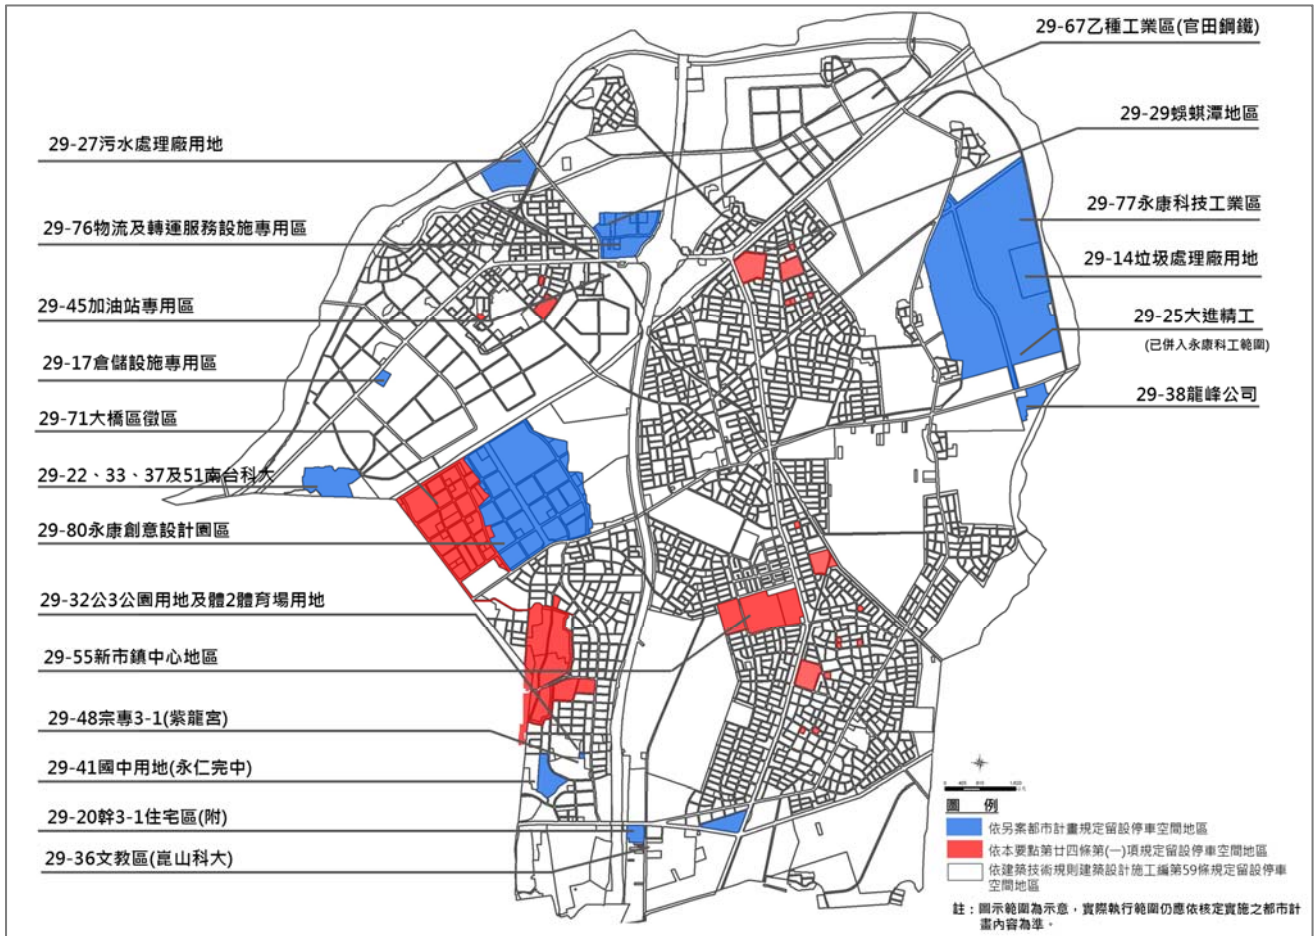 29-67乙種工業區(官田鋼鐵)
29-29蜈蜞潭地區
29-77永康科技工業區
29-14垃圾處理廠用地
29-25大進精工
(已併入永康科工範圍)
29-38龍峰公司
29-27污水處理廠用地
29-76物流及轉運服務設施專用區
29-45加油站專用區
29-17倉儲設施專用區
29-71大橋區徵區
29-22、33、37及51南台科大
29-80永康創意設計園區
29-32公3公園用地及體2體育場用地
29-55新市鎮中心地區
29-48宗專3-1(紫龍宮)
29-41國中用地(永仁完中)
29-20幹3-1住宅區(附)
29-36文教區(崑山科大)
圖 例
依另案都市計畫規定留設停車空間地區
依本要點第廿四條第(一)項規定留設停車空間地區
依建築技術規則建築設計施工編第59條規定留設停車
空間地區
註：圖示範圍為示意，實際執行範圍仍應依核定實施之都市計
畫內容為準。